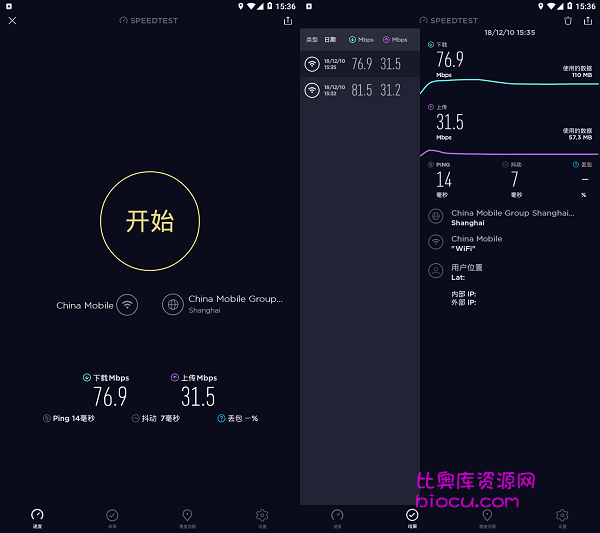 15:36
SPEEDTEST
开始
China Mobile
China Mobile Group...
Shanghai
下载 Mbps
上传 Mbps
76.9
31.5
Ping 14毫秒
抖动 7毫秒
丢包 —%
速度
结果
覆盖范围
设置
15:36
SPEEDTEST
类型 日期 Mbps Mbps
18/12/10
15:35
76.9 31.5
18/12/10
15:32
81.5 31.2
18/12/10 15:35
下载
76.9
Mbps
使用的数据
110 MB
上传
31.5
Mbps
使用的数据
57.3 MB
PING
抖动
丢包
14
7
–
毫秒
毫秒
%
China Mobile Group Shanghai...
Shanghai
China Mobile
"WiFi"
用户位置
Lat:
内部 IP:
外部 IP:
比奥库资源网
biocu.com
速度
结果
覆盖范围
设置